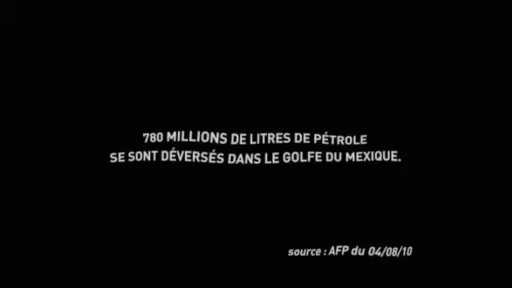 780 MILLIONS DE LITRES DE PÉTROLE
SE SONT DÉVERSÉS DANS LE GOLFE DU MEXIQUE.
source : AFP du 04/08/10